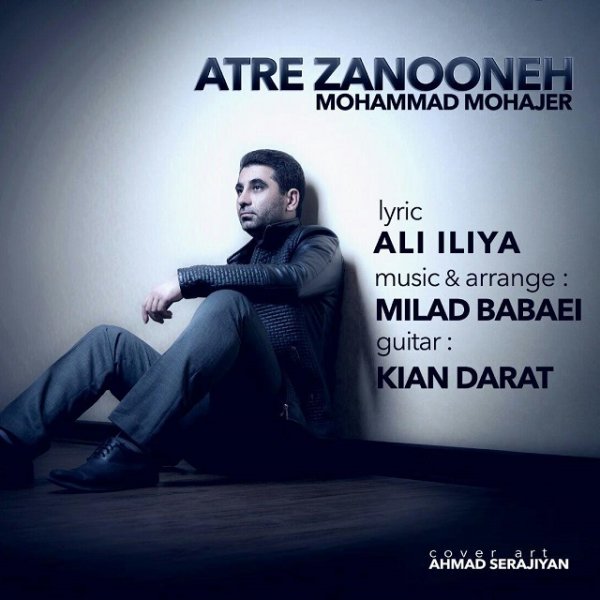 ATRE ZANOONEH
MOHAMMAD MOHAJER
lyric
ALI ILIYA
music & arrange :
MILAD BABAEI
guitar :
KIAN DARAT
cover art
AHMAD SERAJIYAN